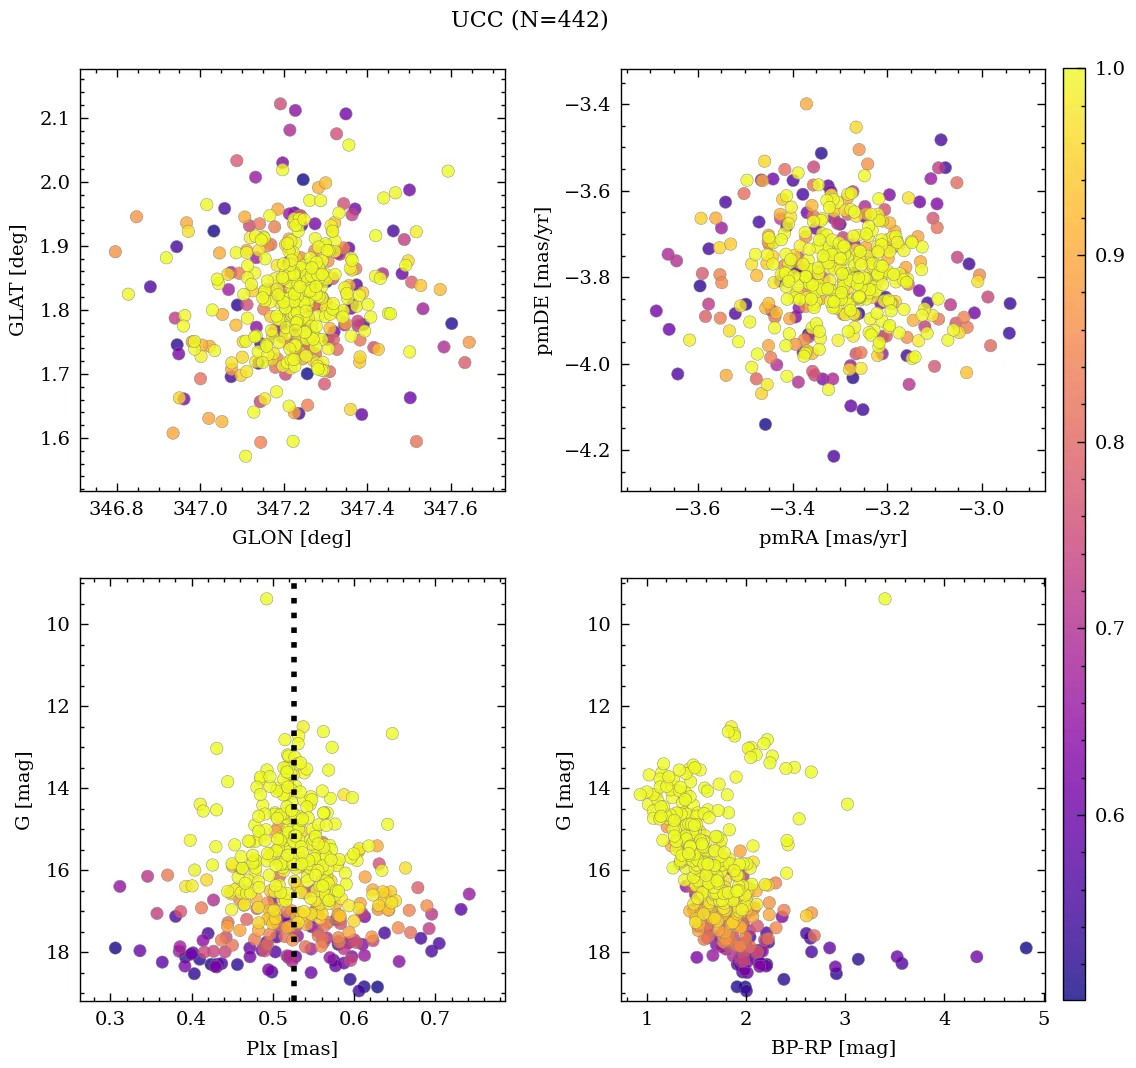 UCC (N=442)
2.1
2.0
1.9
1.8
1.7
1.6
GLAT [deg]
346.8 347.0 347.2 347.4 347.6
GLON [deg]
−3.4
−3.6
−3.8
−4.0
−4.2
pmDE [mas/yr]
−3.6 −3.4 −3.2 −3.0
pmRA [mas/yr]
1.0
0.9
0.8
0.7
0.6
10
12
14
16
18
G [mag]
0.3 0.4 0.5 0.6 0.7
Plx [mas]
10
12
14
16
18
G [mag]
1 2 3 4 5
BP-RP [mag]